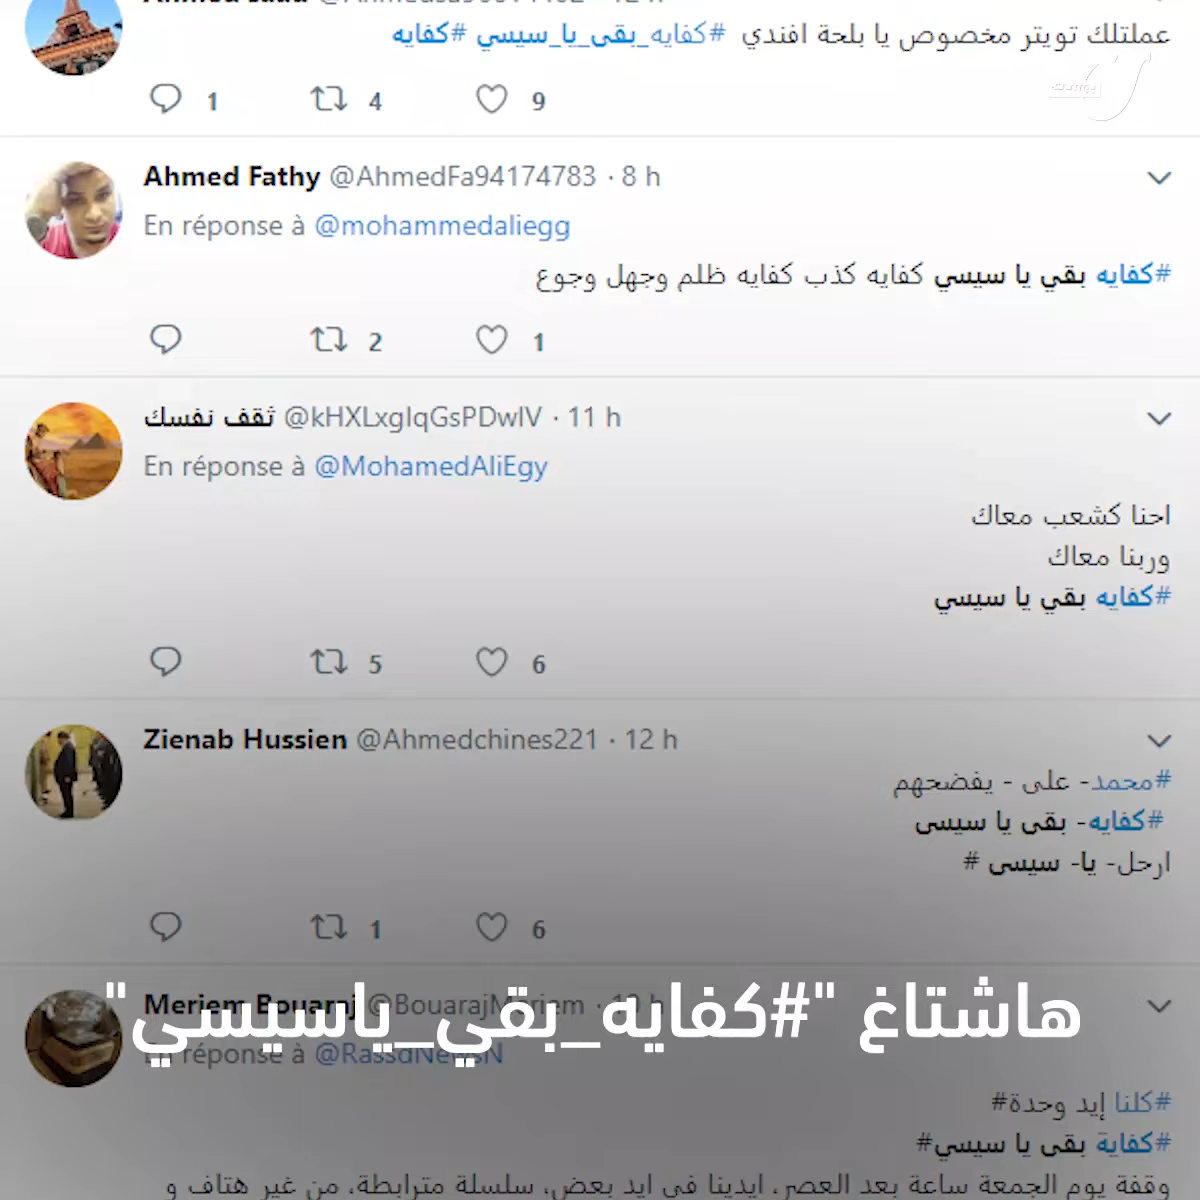 عملتلك تويتر مخصوص يا بلحة افندي #كفايه_بقى_يا_سيسي #كفايه
1 4 9
Ahmed Fathy @AhmedFa94174783 · 8 h
En réponse à @mohammedaliegg
#كفايه بقي يا سيسي كفايه كذب كفايه ظلم وجهل وجوع
2 1
ثقف نفسك @kHXLxgIqGsPDwIV · 11 h
En réponse à @MohamedAliEgy
احنا كشعب معاك
وربنا معاك
#كفايه بقي يا سيسي
5 6
Zienab Hussien @Ahmedchines221 · 12 h
#محمد- على - يفضحهم
#كفايه- بقى يا سيسى
ارحل- يا- سيسى #
1 6
Meriem Bouaraj @BouarajMeriem · 10 h
هاشتاغ "#كفايه_بقي_ياسيسي"
En réponse à @RassdNewsN
#كلنا إيد وحدة#
#كفاية بقى يا سيسي#
وقفة يوم الجمعة ساعة بعد العصر، ايدينا في ايد بعض، سلسلة مترابطة، من غير هتاف و